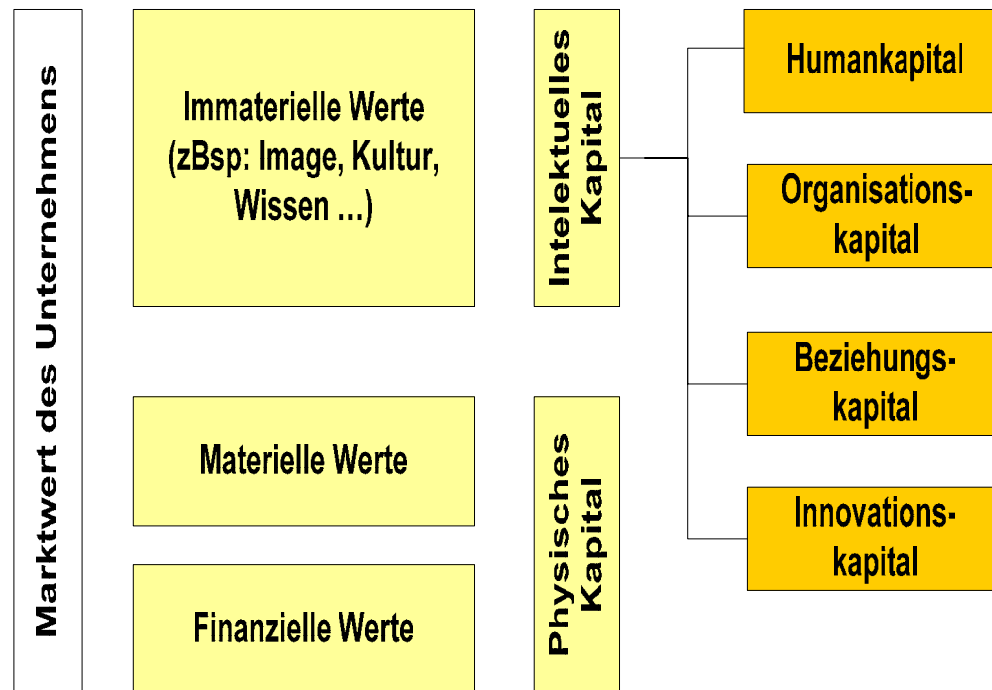 Marktwert des Unternehmens
Immaterielle Werte
(zBsp: Image, Kultur,
Wissen ...)
Materielle Werte
Finanzielle Werte
Intelektuelles
Kapital
Physisches
Kapital
Humankapital
Organisations-
kapital
Beziehungs-
kapital
Innovations-
kapital